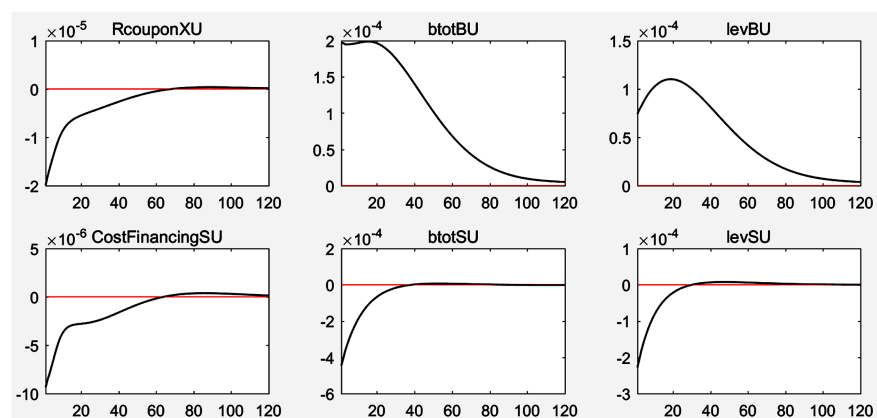 ×10⁻⁵ RcouponXU
1
0
-1
-2
20 40 60 80 100 120
×10⁻⁴ btotBU
2
1.5
1
0.5
0
20 40 60 80 100 120
×10⁻⁴ levBU
1.5
1
0.5
0
20 40 60 80 100 120
×10⁻⁶ CostFinancingSU
5
0
-5
-10
20 40 60 80 100 120
×10⁻⁴ btotSU
2
0
-2
-4
-6
20 40 60 80 100 120
×10⁻⁴ levSU
1
0
-1
-2
-3
20 40 60 80 100 120